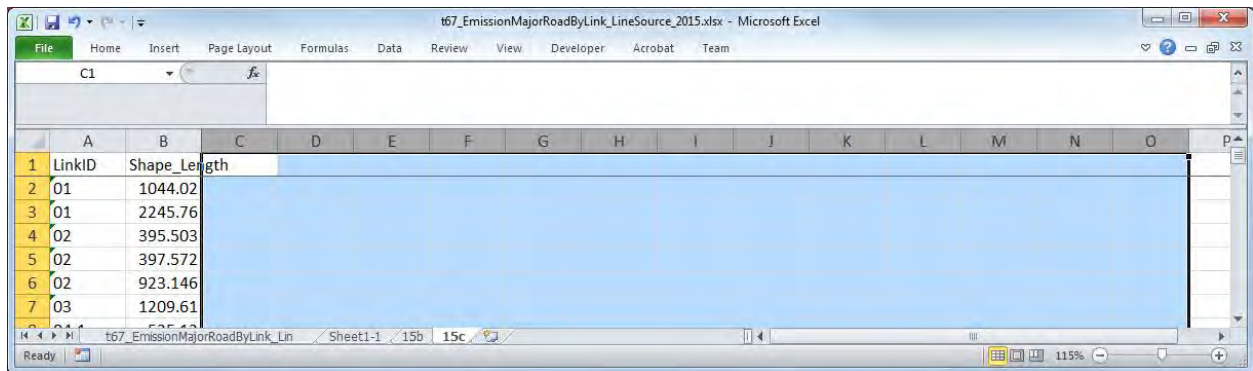 t67_EmissionMajorRoadByLink_LineSource_2015.xlsx - Microsoft Excel
File Home Insert Page Layout Formulas Data Review View Developer Acrobat Team
C1 fx
A B C D E F G H I J K L M N O P
1 LinkID Shape_Length
2 01 1044.02
3 01 2245.76
4 02 395.503
5 02 397.572
6 02 923.146
7 03 1209.61
t67_EmissionMajorRoadByLink_Lin Sheet1-1 15b 15c
Ready 115%